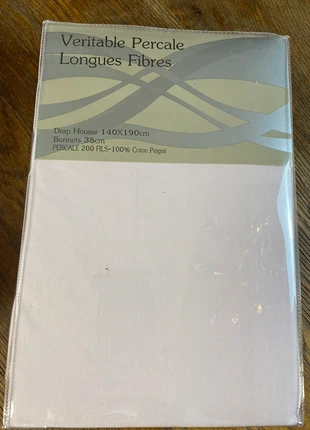 Veritable Percale
Longues Fibres
Drap Housse 140X190cm
Bonnets 35cm
PERCALE 200 FILS-100% Coton Peigné